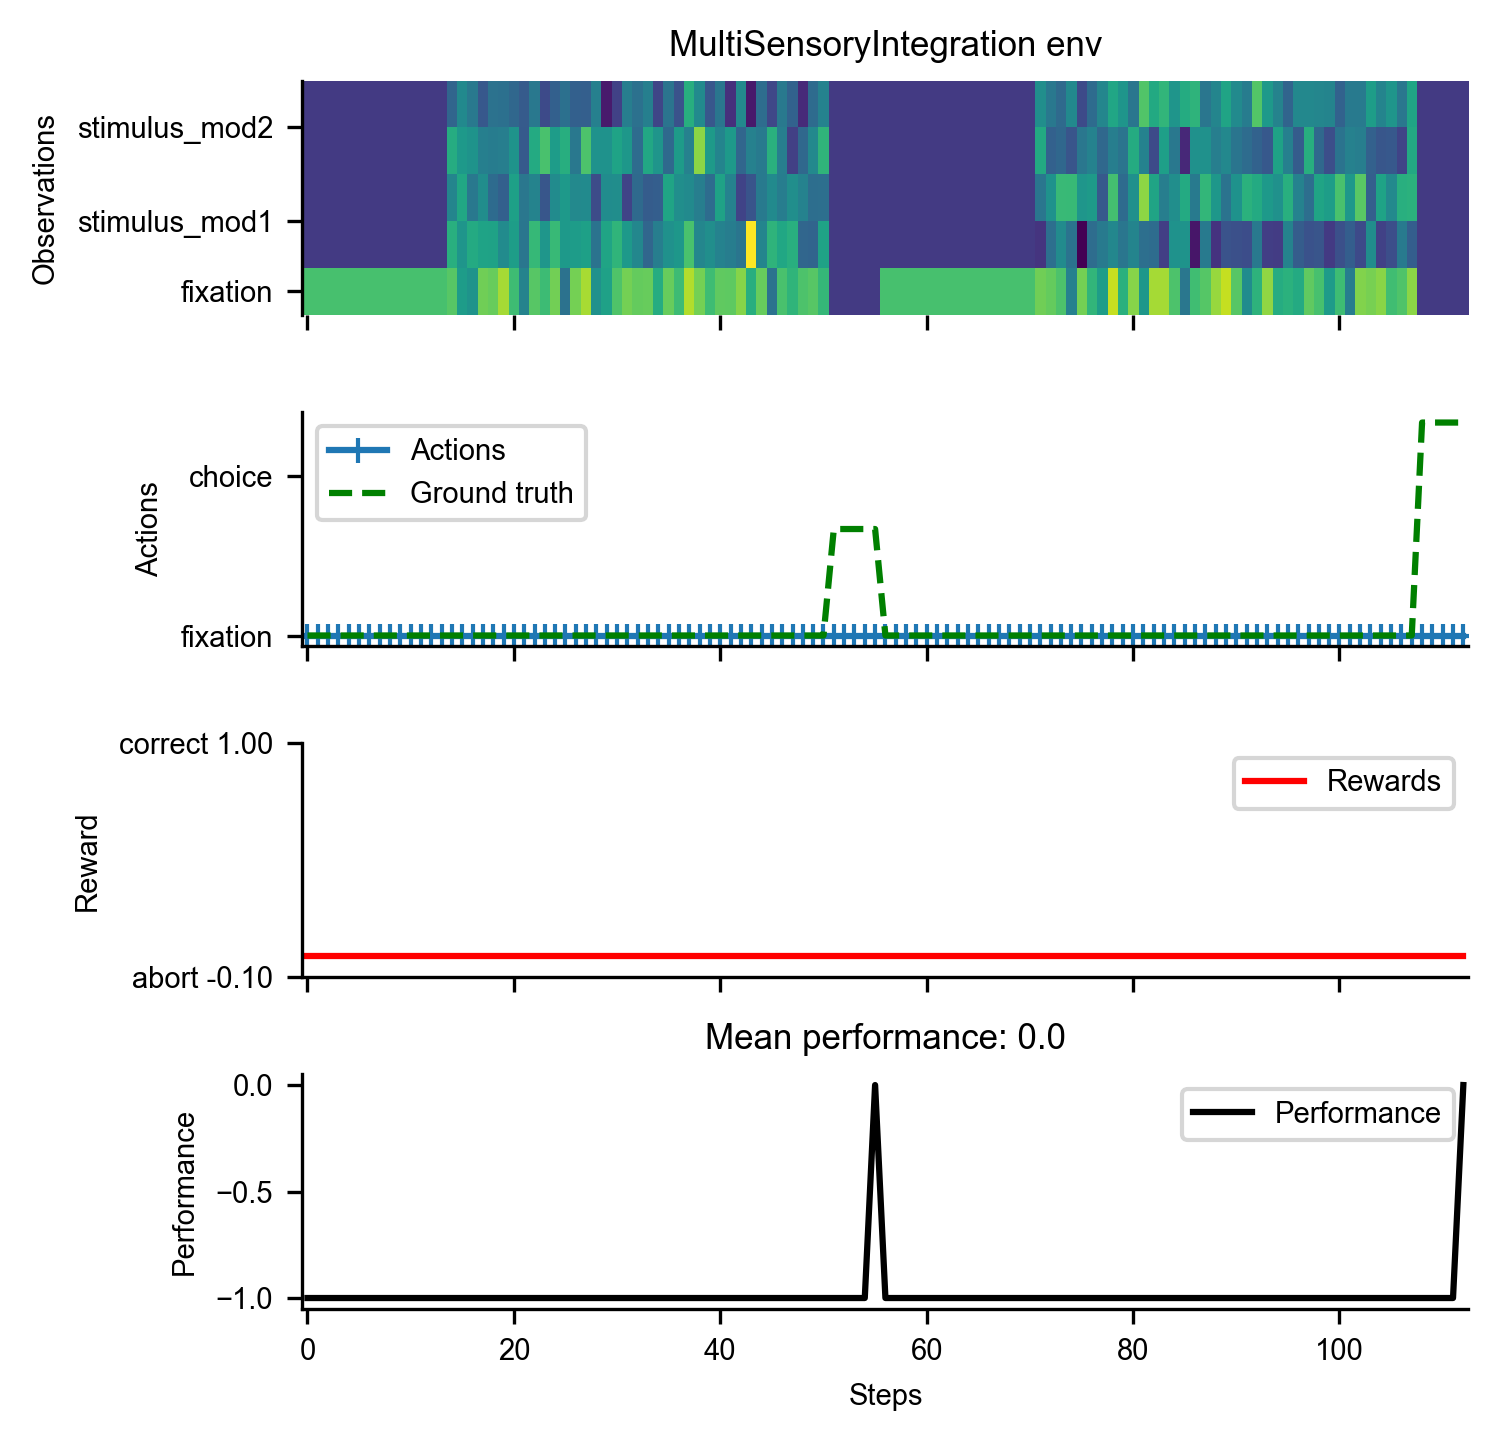 MultiSensoryIntegration env
Observations
stimulus_mod2
stimulus_mod1
fixation
Actions
choice
fixation
Actions
Ground truth
Reward
correct 1.00
abort -0.10
Rewards
Mean performance: 0.0
Performance
0.0
−0.5
−1.0
Performance
0 20 40 60 80 100
Steps